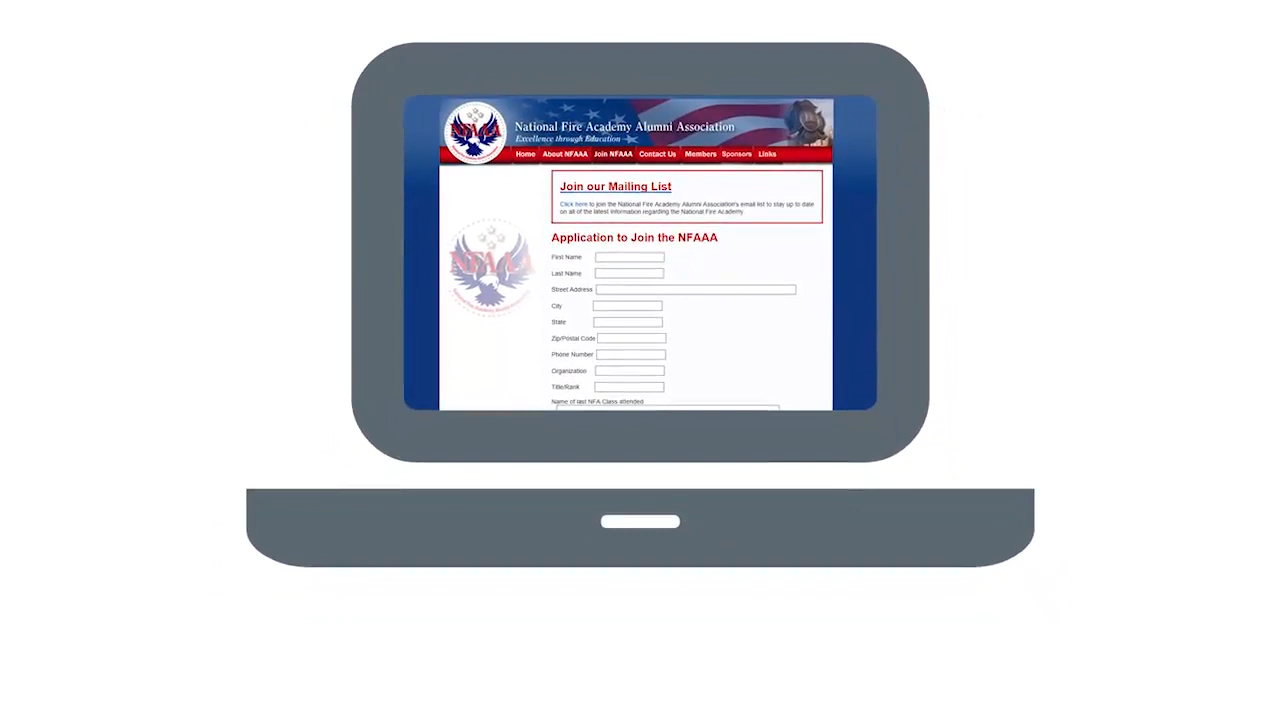 NFAAA
National Fire Academy Alumni Association
Excellence through Education
Home About NFAAA Join NFAAA Contact Us Members Sponsors Links
Join our Mailing List
Click here to join the National Fire Academy Alumni Association's email list to stay up to date
on all of the latest information regarding the National Fire Academy.
NFAAA
Application to Join the NFAAA
First Name
Last Name
Street Address
City
State
Zip/Postal Code
Phone Number
Organization
Title/Rank
Name of last NFA Class attended